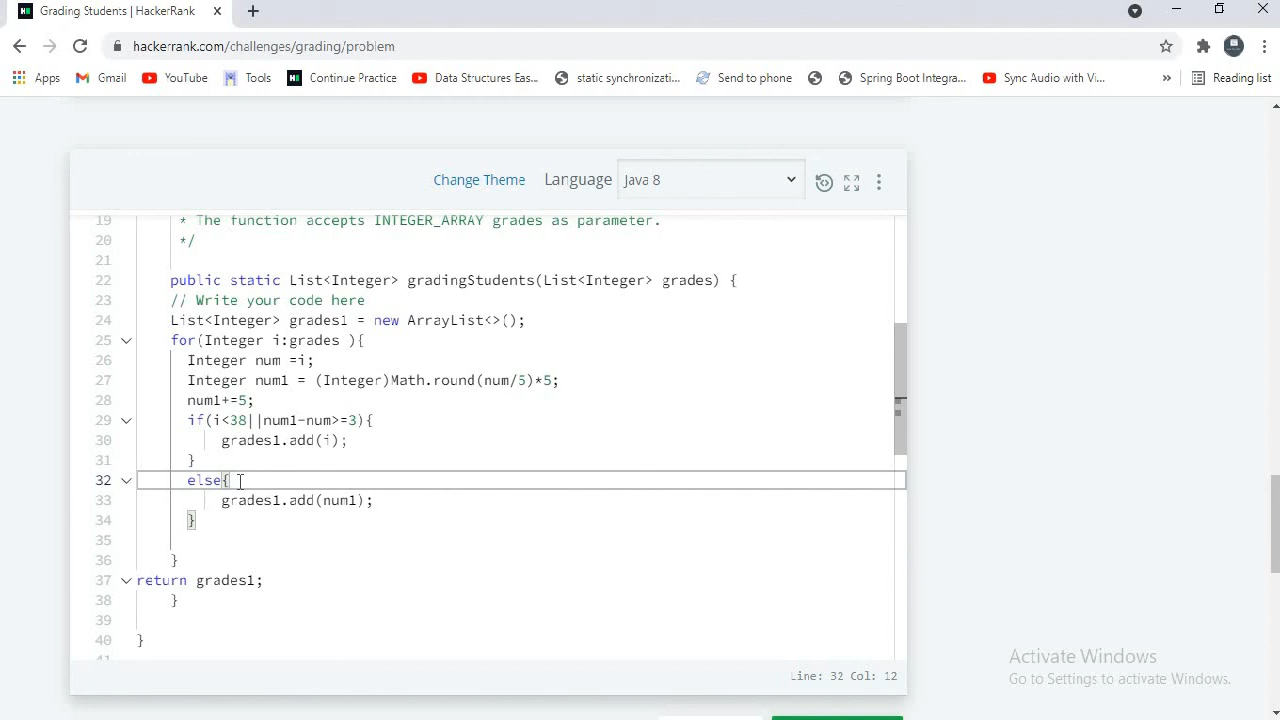 Grading Students | HackerRank
hackerrank.com/challenges/grading/problem
Apps Gmail YouTube Tools Continue Practice Data Structures Eas... static synchronizati... Send to phone Spring Boot Integra... Sync Audio with Vi... » Reading list
Change Theme Language Java 8
19 * The function accepts INTEGER_ARRAY grades as parameter.
20 */
21
22 public static List<Integer> gradingStudents(List<Integer> grades) {
23 // Write your code here
24 List<Integer> grades1 = new ArrayList<>();
25 for(Integer i:grades ){
26 Integer num =i;
27 Integer num1 = (Integer)Math.round(num/5)*5;
28 num1+=5;
29 if(i<38||num1-num>=3){
30 grades1.add(i);
31 }
32 else{
33 grades1.add(num1);
34 }
35
36 }
37 return grades1;
38 }
39
40 }
41
Line: 32 Col: 12
Activate Windows
Go to Settings to activate Windows.